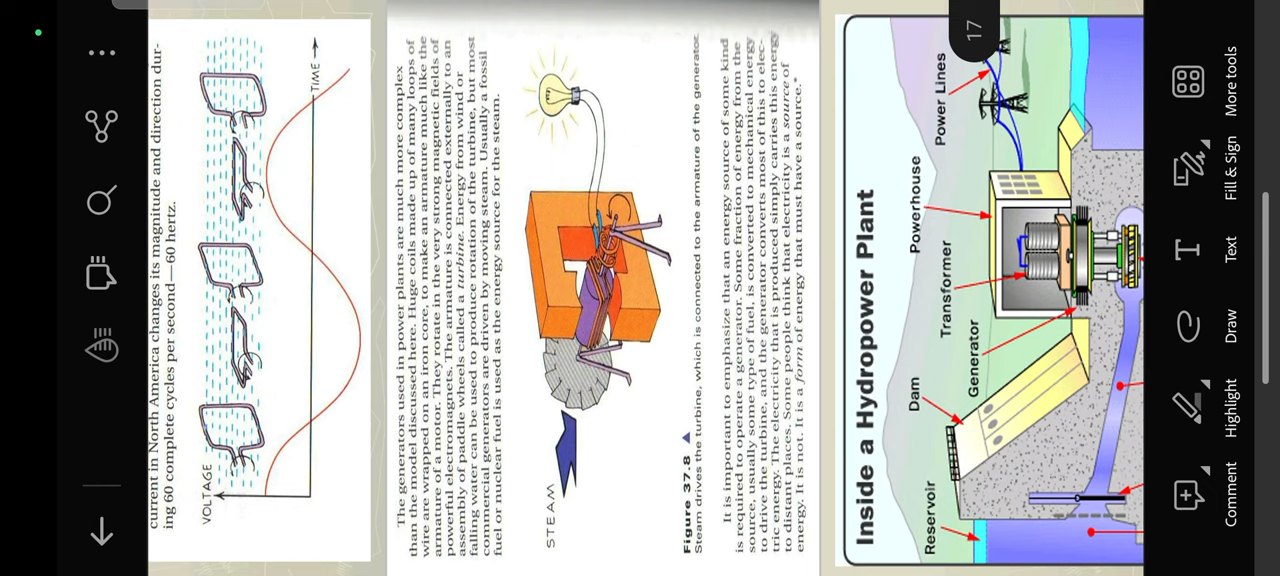 current in North America changes its magnitude and direction dur-
ing 60 complete cycles per second—60 hertz.
VOLTAGE
TIME
The generators used in power plants are much more complex
than the model discussed here. Huge coils made up of many loops of
wire are wrapped on an iron core, to make an armature much like the
armature of a motor. They rotate in the very strong magnetic fields of
powerful electromagnets. The armature is connected externally to an
assembly of paddle wheels called a turbine. Energy from wind or
falling water can be used to produce rotation of the turbine, but most
commercial generators are driven by moving steam. Usually a fossil
fuel or nuclear fuel is used as the energy source for the steam.
STEAM
Figure 37.8 ▲
Steam drives the turbine, which is connected to the armature of the generator.
It is important to emphasize that an energy source of some kind
is required to operate a generator. Some fraction of energy from the
source, usually some type of fuel, is converted to mechanical energy
to drive the turbine, and the generator converts most of this to elec-
tric energy. The electricity that is produced simply carries this energy
to distant places. Some people think that electricity is a source of
energy. It is not. It is a form of energy that must have a source.*
17
Inside a Hydropower Plant
Reservoir
Dam
Generator
Transformer
Powerhouse
Power Lines
Comment
Highlight
Draw
Text
Fill & Sign
More tools